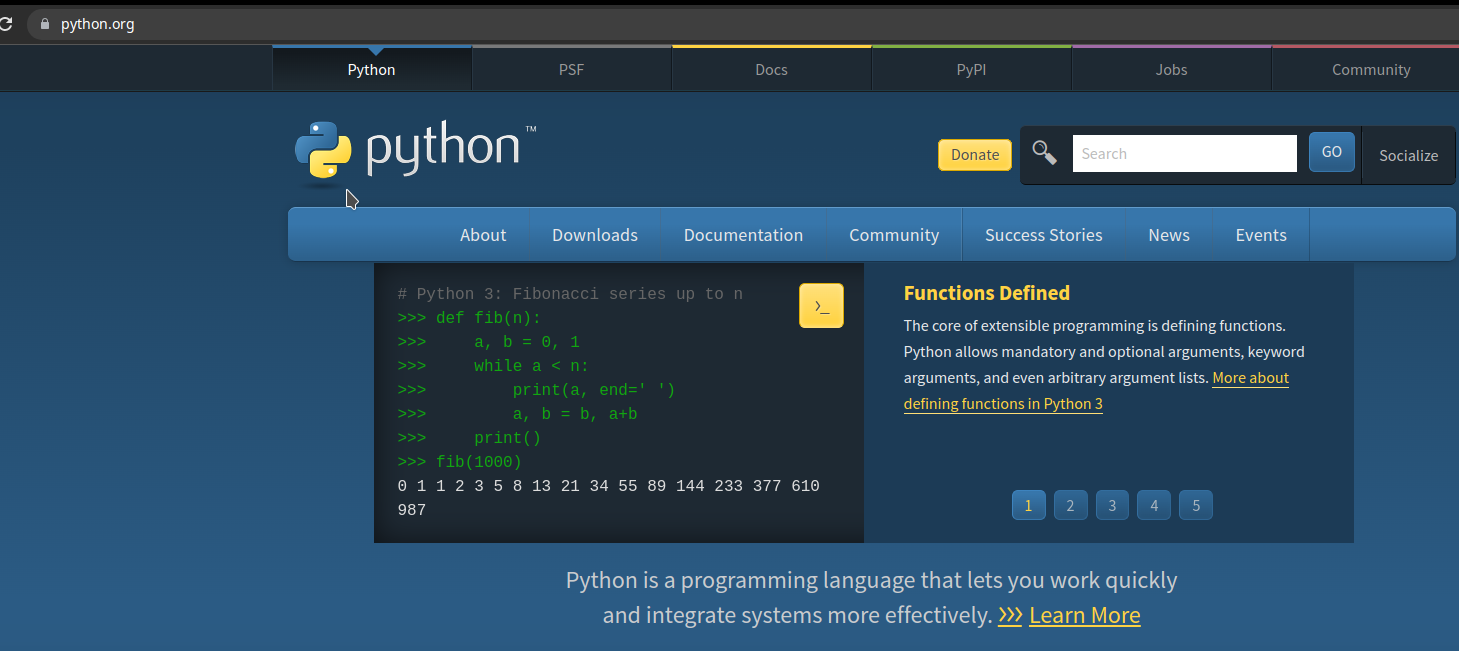 python.org
Python PSF Docs PyPI Jobs Community
python™
Donate Search GO Socialize
About Downloads Documentation Community Success Stories News Events
# Python 3: Fibonacci series up to n
>>> def fib(n):
>>>     a, b = 0, 1
>>>     while a < n:
>>>         print(a, end=' ')
>>>         a, b = b, a+b
>>>     print()
>>> fib(1000)
0 1 1 2 3 5 8 13 21 34 55 89 144 233 377 610
987
>_
Functions Defined
The core of extensible programming is defining functions.
Python allows mandatory and optional arguments, keyword
arguments, and even arbitrary argument lists. More about
defining functions in Python 3
1 2 3 4 5
Python is a programming language that lets you work quickly
and integrate systems more effectively. >>> Learn More